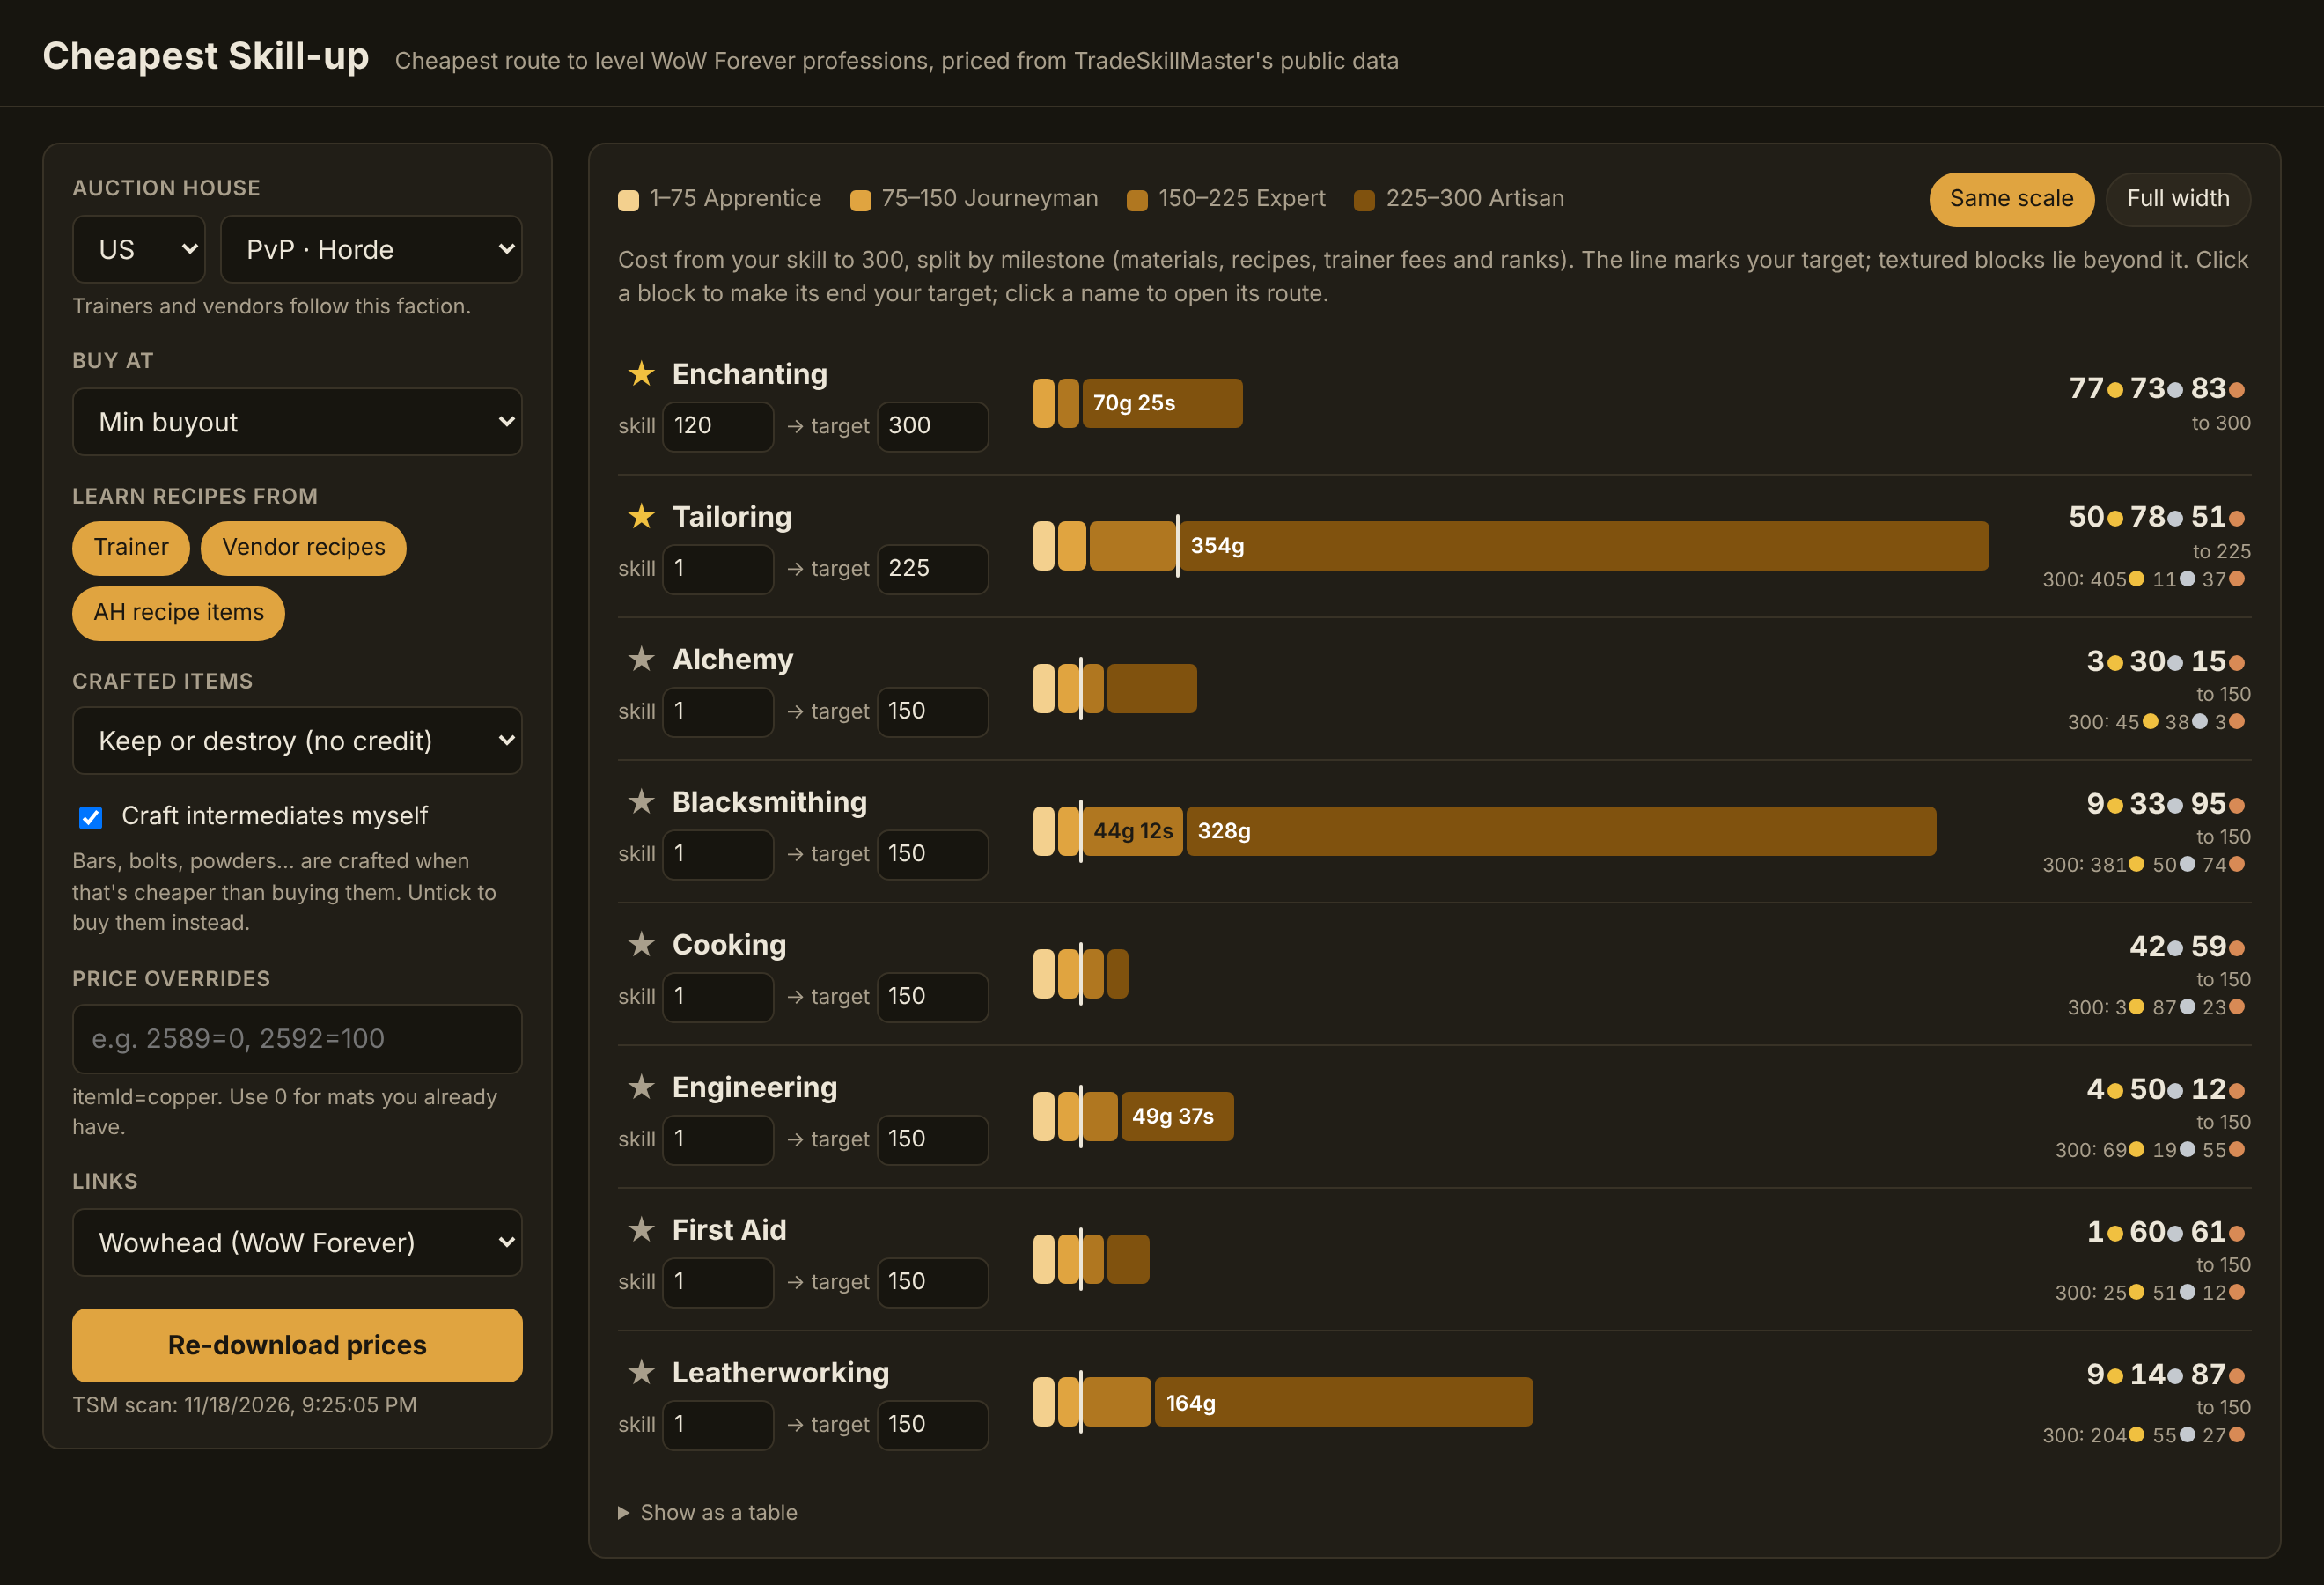 Cheapest Skill-up
Cheapest route to level WoW Forever professions, priced from TradeSkillMaster's public data
AUCTION HOUSE
US
PvP · Horde
Trainers and vendors follow this faction.
BUY AT
Min buyout
LEARN RECIPES FROM
Trainer
Vendor recipes
AH recipe items
CRAFTED ITEMS
Keep or destroy (no credit)
Craft intermediates myself
Bars, bolts, powders… are crafted when
that's cheaper than buying them. Untick to
buy them instead.
PRICE OVERRIDES
e.g. 2589=0, 2592=100
itemId=copper. Use 0 for mats you already
have.
LINKS
Wowhead (WoW Forever)
Re-download prices
TSM scan: 11/18/2026, 9:25:05 PM
1–75 Apprentice
75–150 Journeyman
150–225 Expert
225–300 Artisan
Same scale
Full width
Cost from your skill to 300, split by milestone (materials, recipes, trainer fees and ranks). The line marks your target; textured blocks lie beyond it. Click
a block to make its end your target; click a name to open its route.
★ Enchanting
skill 120 → target 300
70g 25s
77 73 83
to 300
★ Tailoring
skill 1 → target 225
354g
50 78 51
to 225
300: 405 11 37
★ Alchemy
skill 1 → target 150
3 30 15
to 150
300: 45 38 3
★ Blacksmithing
skill 1 → target 150
44g 12s
328g
9 33 95
to 150
300: 381 50 74
★ Cooking
skill 1 → target 150
42 59
to 150
300: 3 87 23
★ Engineering
skill 1 → target 150
49g 37s
4 50 12
to 150
300: 69 19 55
★ First Aid
skill 1 → target 150
1 60 61
to 150
300: 25 51 12
★ Leatherworking
skill 1 → target 150
164g
9 14 87
to 150
300: 204 55 27
▶ Show as a table